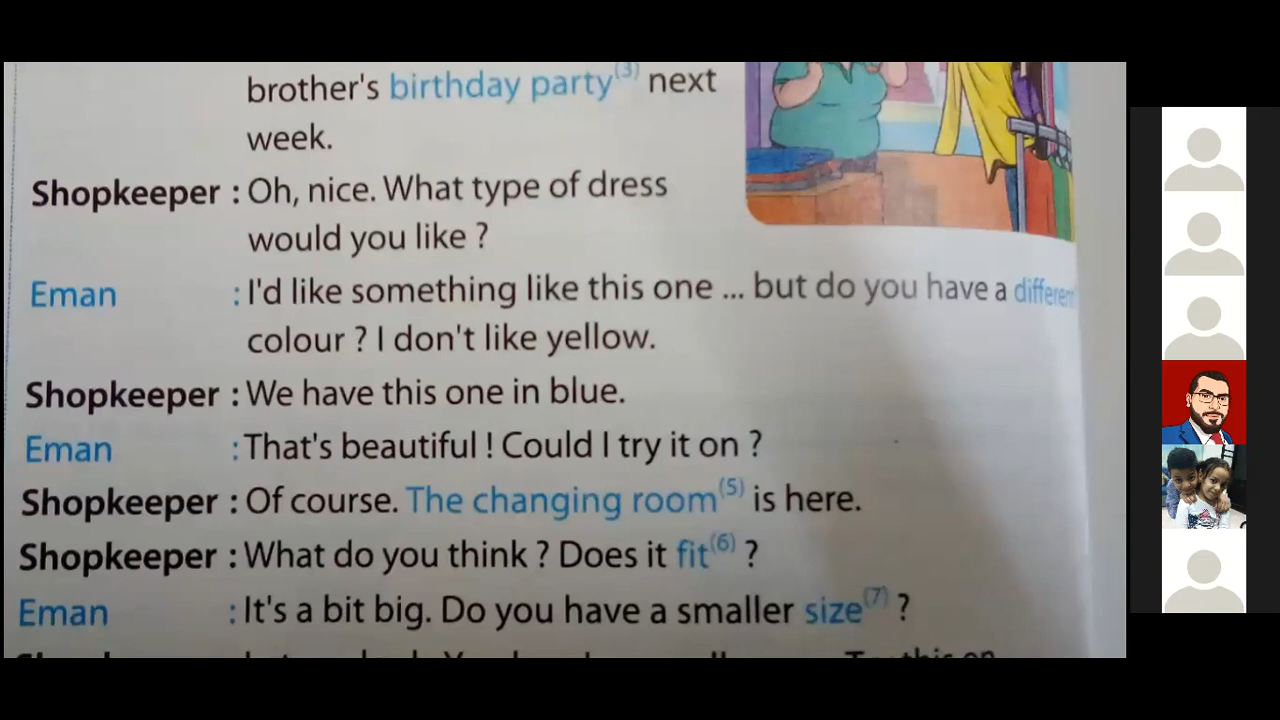 brother's birthday party(3) next
week.
Shopkeeper : Oh, nice. What type of dress
would you like ?
Eman : I'd like something like this one ... but do you have a different
colour ? I don't like yellow.
Shopkeeper : We have this one in blue.
Eman : That's beautiful ! Could I try it on ?
Shopkeeper : Of course. The changing room(5) is here.
Shopkeeper : What do you think ? Does it fit(6) ?
Eman : It's a bit big. Do you have a smaller size(7) ?